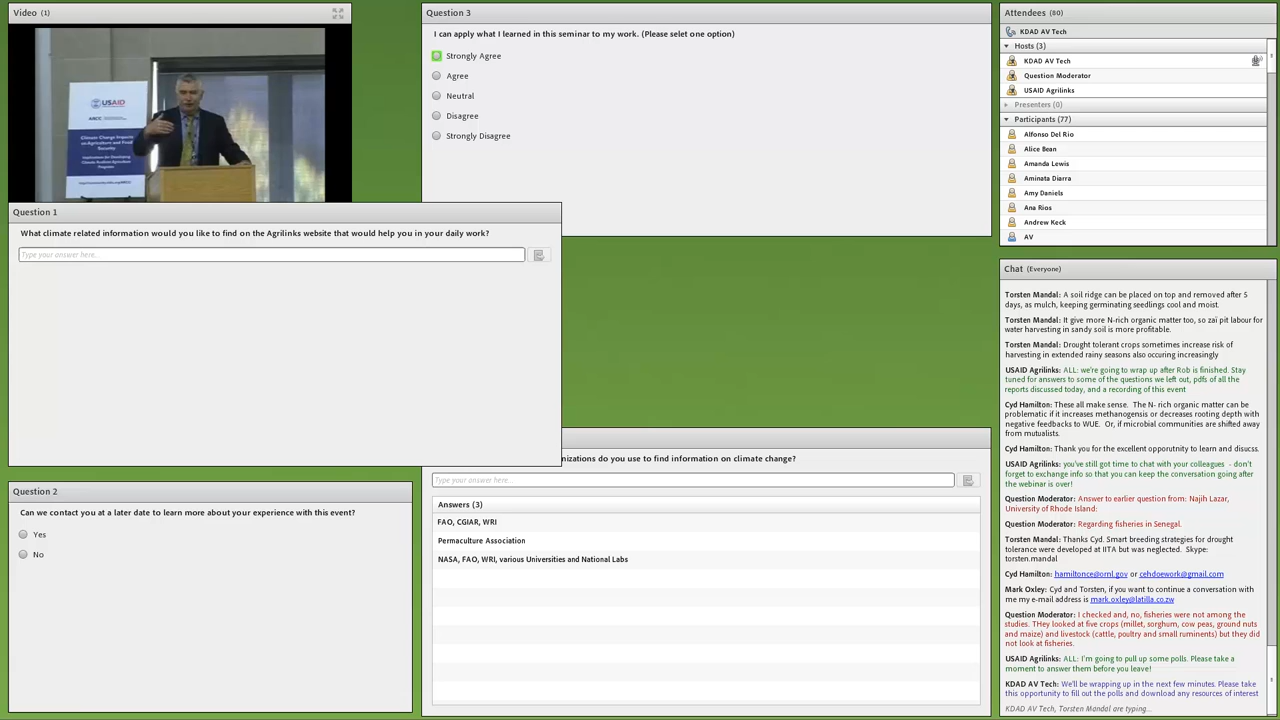 Video (1)
USAID
ARCC
Climate Change Impacts
on Agriculture and Food
Security
Question 1
What climate related information would you like to find on the Agrilinks website that would help you in your daily work?
Type your answer here...
Question 2
Can we contact you at a later date to learn more about your experience with this event?
Yes
No
Question 3
I can apply what I learned in this seminar to my work. (Please selet one option)
Strongly Agree
Agree
Neutral
Disagree
Strongly Disagree
nizations do you use to find information on climate change?
Type your answer here...
Answers (3)
FAO, CGIAR, WRI
Permaculture Association
NASA, FAO, WRI, various Universities and National Labs
Attendees (80)
KDAD AV Tech
Hosts (3)
KDAD AV Tech
Question Moderator
USAID Agrilinks
Presenters (0)
Participants (77)
Alfonso Del Rio
Alice Bean
Amanda Lewis
Aminata Diarra
Amy Daniels
Ana Rios
Andrew Keck
AV
Chat (Everyone)
Torsten Mandal: A soil ridge can be placed on top and removed after 5
days, as mulch, keeping germinating seedlings cool and moist.
Torsten Mandal: It give more N-rich organic matter too, so zaï pit labour for
water harvesting in sandy soil is more profitable.
Torsten Mandal: Drought tolerant crops sometimes increase risk of
harvesting in extended rainy seasons also occuring increasingly
USAID Agrilinks: ALL: we're going to wrap up after Rob is finished. Stay
tuned for answers to some of the questions we left out, pdfs of all the
reports discussed today, and a recording of this event
Cyd Hamilton: These all make sense. The N- rich organic matter can be
problematic if it increases methanogensis or decreases rooting depth with
negative feedbacks to WUE. Or, if microbial communities are shifted away
from mutualists.
Cyd Hamilton: Thank you for the excellent opporutnity to learn and disucss.
USAID Agrilinks: you've still got time to chat with your colleagues - don't
forget to exchange info so that you can keep the conversation going after
the webinar is over!
Question Moderator: Answer to earlier question from: Najih Lazar,
University of Rhode Island:
Question Moderator: Regarding fisheries in Senegal.
Torsten Mandal: Thanks Cyd. Smart breeding strategies for drought
tolerance were developed at IITA but was neglected. Skype:
torsten.mandal
Cyd Hamilton: hamiltonce@ornl.gov or cehdoework@gmail.com
Mark Oxley: Cyd and Torsten, if you want to continue a conversation with
me my e-mail address is mark.oxley@latilla.co.zw
Question Moderator: I checked and, no, fisheries were not among the
studies. THey looked at five crops (millet, sorghum, cow peas, ground nuts
and maize) and livestock (cattle, poultry and small ruminents) but they did
not look at fisheries.
USAID Agrilinks: ALL: I'm going to pull up some polls. Please take a
moment to answer them before you leave!
KDAD AV Tech: We'll be wrapping up in the next few minutes. Please take
this opportunity to fill out the polls and download any resources of interest
KDAD AV Tech, Torsten Mandal are typing...